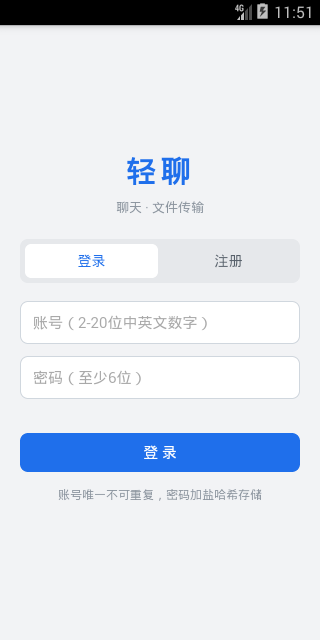 4G 11:51
轻聊
聊天 · 文件传输
登录 注册
账号（2-20位中英文数字）
密码（至少6位）
登 录
账号唯一不可重复，密码加盐哈希存储